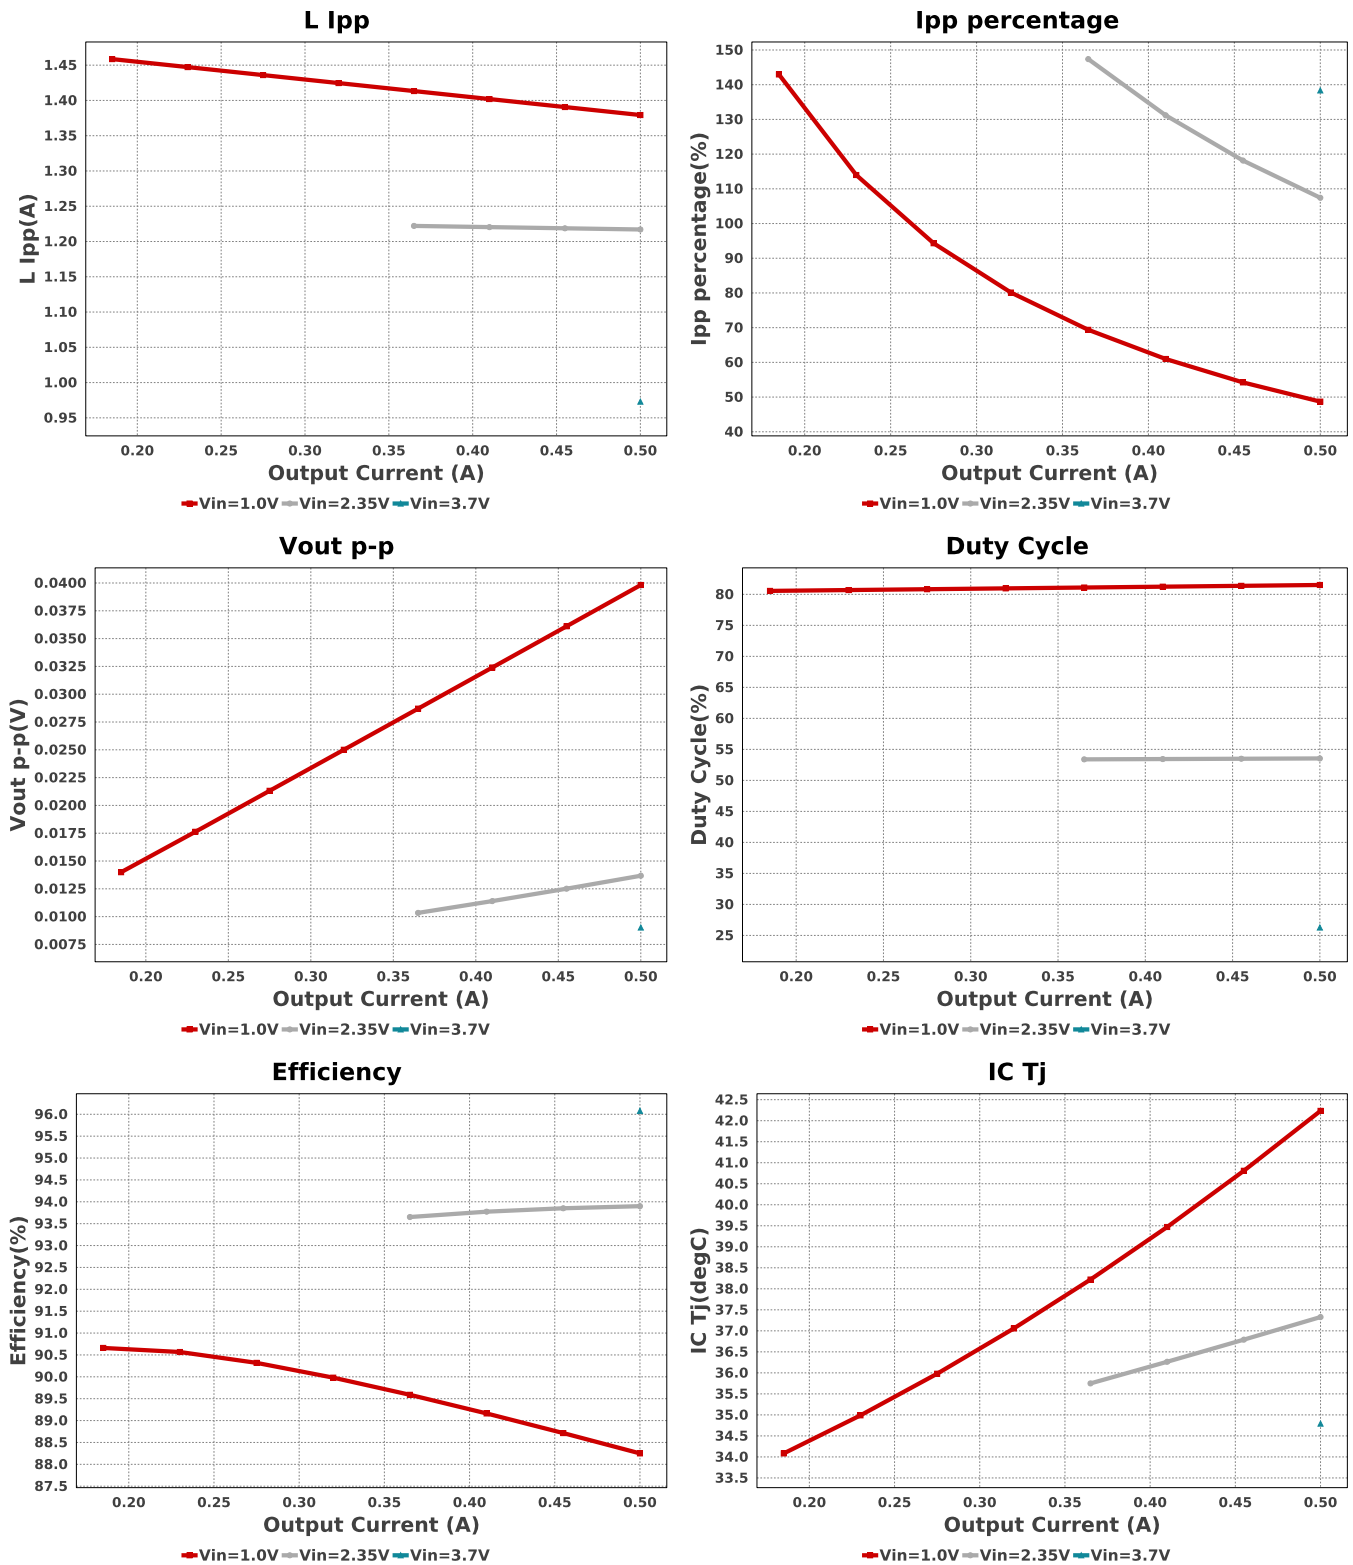 L Ipp
L Ipp(A)
1.45
1.40
1.35
1.30
1.25
1.20
1.15
1.10
1.05
1.00
0.95
0.20 0.25 0.30 0.35 0.40 0.45 0.50
Output Current (A)
Vin=1.0V Vin=2.35V Vin=3.7V
Ipp percentage
Ipp percentage(%)
150
140
130
120
110
100
90
80
70
60
50
40
0.20 0.25 0.30 0.35 0.40 0.45 0.50
Output Current (A)
Vin=1.0V Vin=2.35V Vin=3.7V
Vout p-p
Vout p-p(V)
0.0400
0.0375
0.0350
0.0325
0.0300
0.0275
0.0250
0.0225
0.0200
0.0175
0.0150
0.0125
0.0100
0.0075
0.20 0.25 0.30 0.35 0.40 0.45 0.50
Output Current (A)
Vin=1.0V Vin=2.35V Vin=3.7V
Duty Cycle
Duty Cycle(%)
80
75
70
65
60
55
50
45
40
35
30
25
0.20 0.25 0.30 0.35 0.40 0.45 0.50
Output Current (A)
Vin=1.0V Vin=2.35V Vin=3.7V
Efficiency
Efficiency(%)
96.0
95.5
95.0
94.5
94.0
93.5
93.0
92.5
92.0
91.5
91.0
90.5
90.0
89.5
89.0
88.5
88.0
87.5
0.20 0.25 0.30 0.35 0.40 0.45 0.50
Output Current (A)
Vin=1.0V Vin=2.35V Vin=3.7V
IC Tj
IC Tj(degC)
42.5
42.0
41.5
41.0
40.5
40.0
39.5
39.0
38.5
38.0
37.5
37.0
36.5
36.0
35.5
35.0
34.5
34.0
33.5
0.20 0.25 0.30 0.35 0.40 0.45 0.50
Output Current (A)
Vin=1.0V Vin=2.35V Vin=3.7V